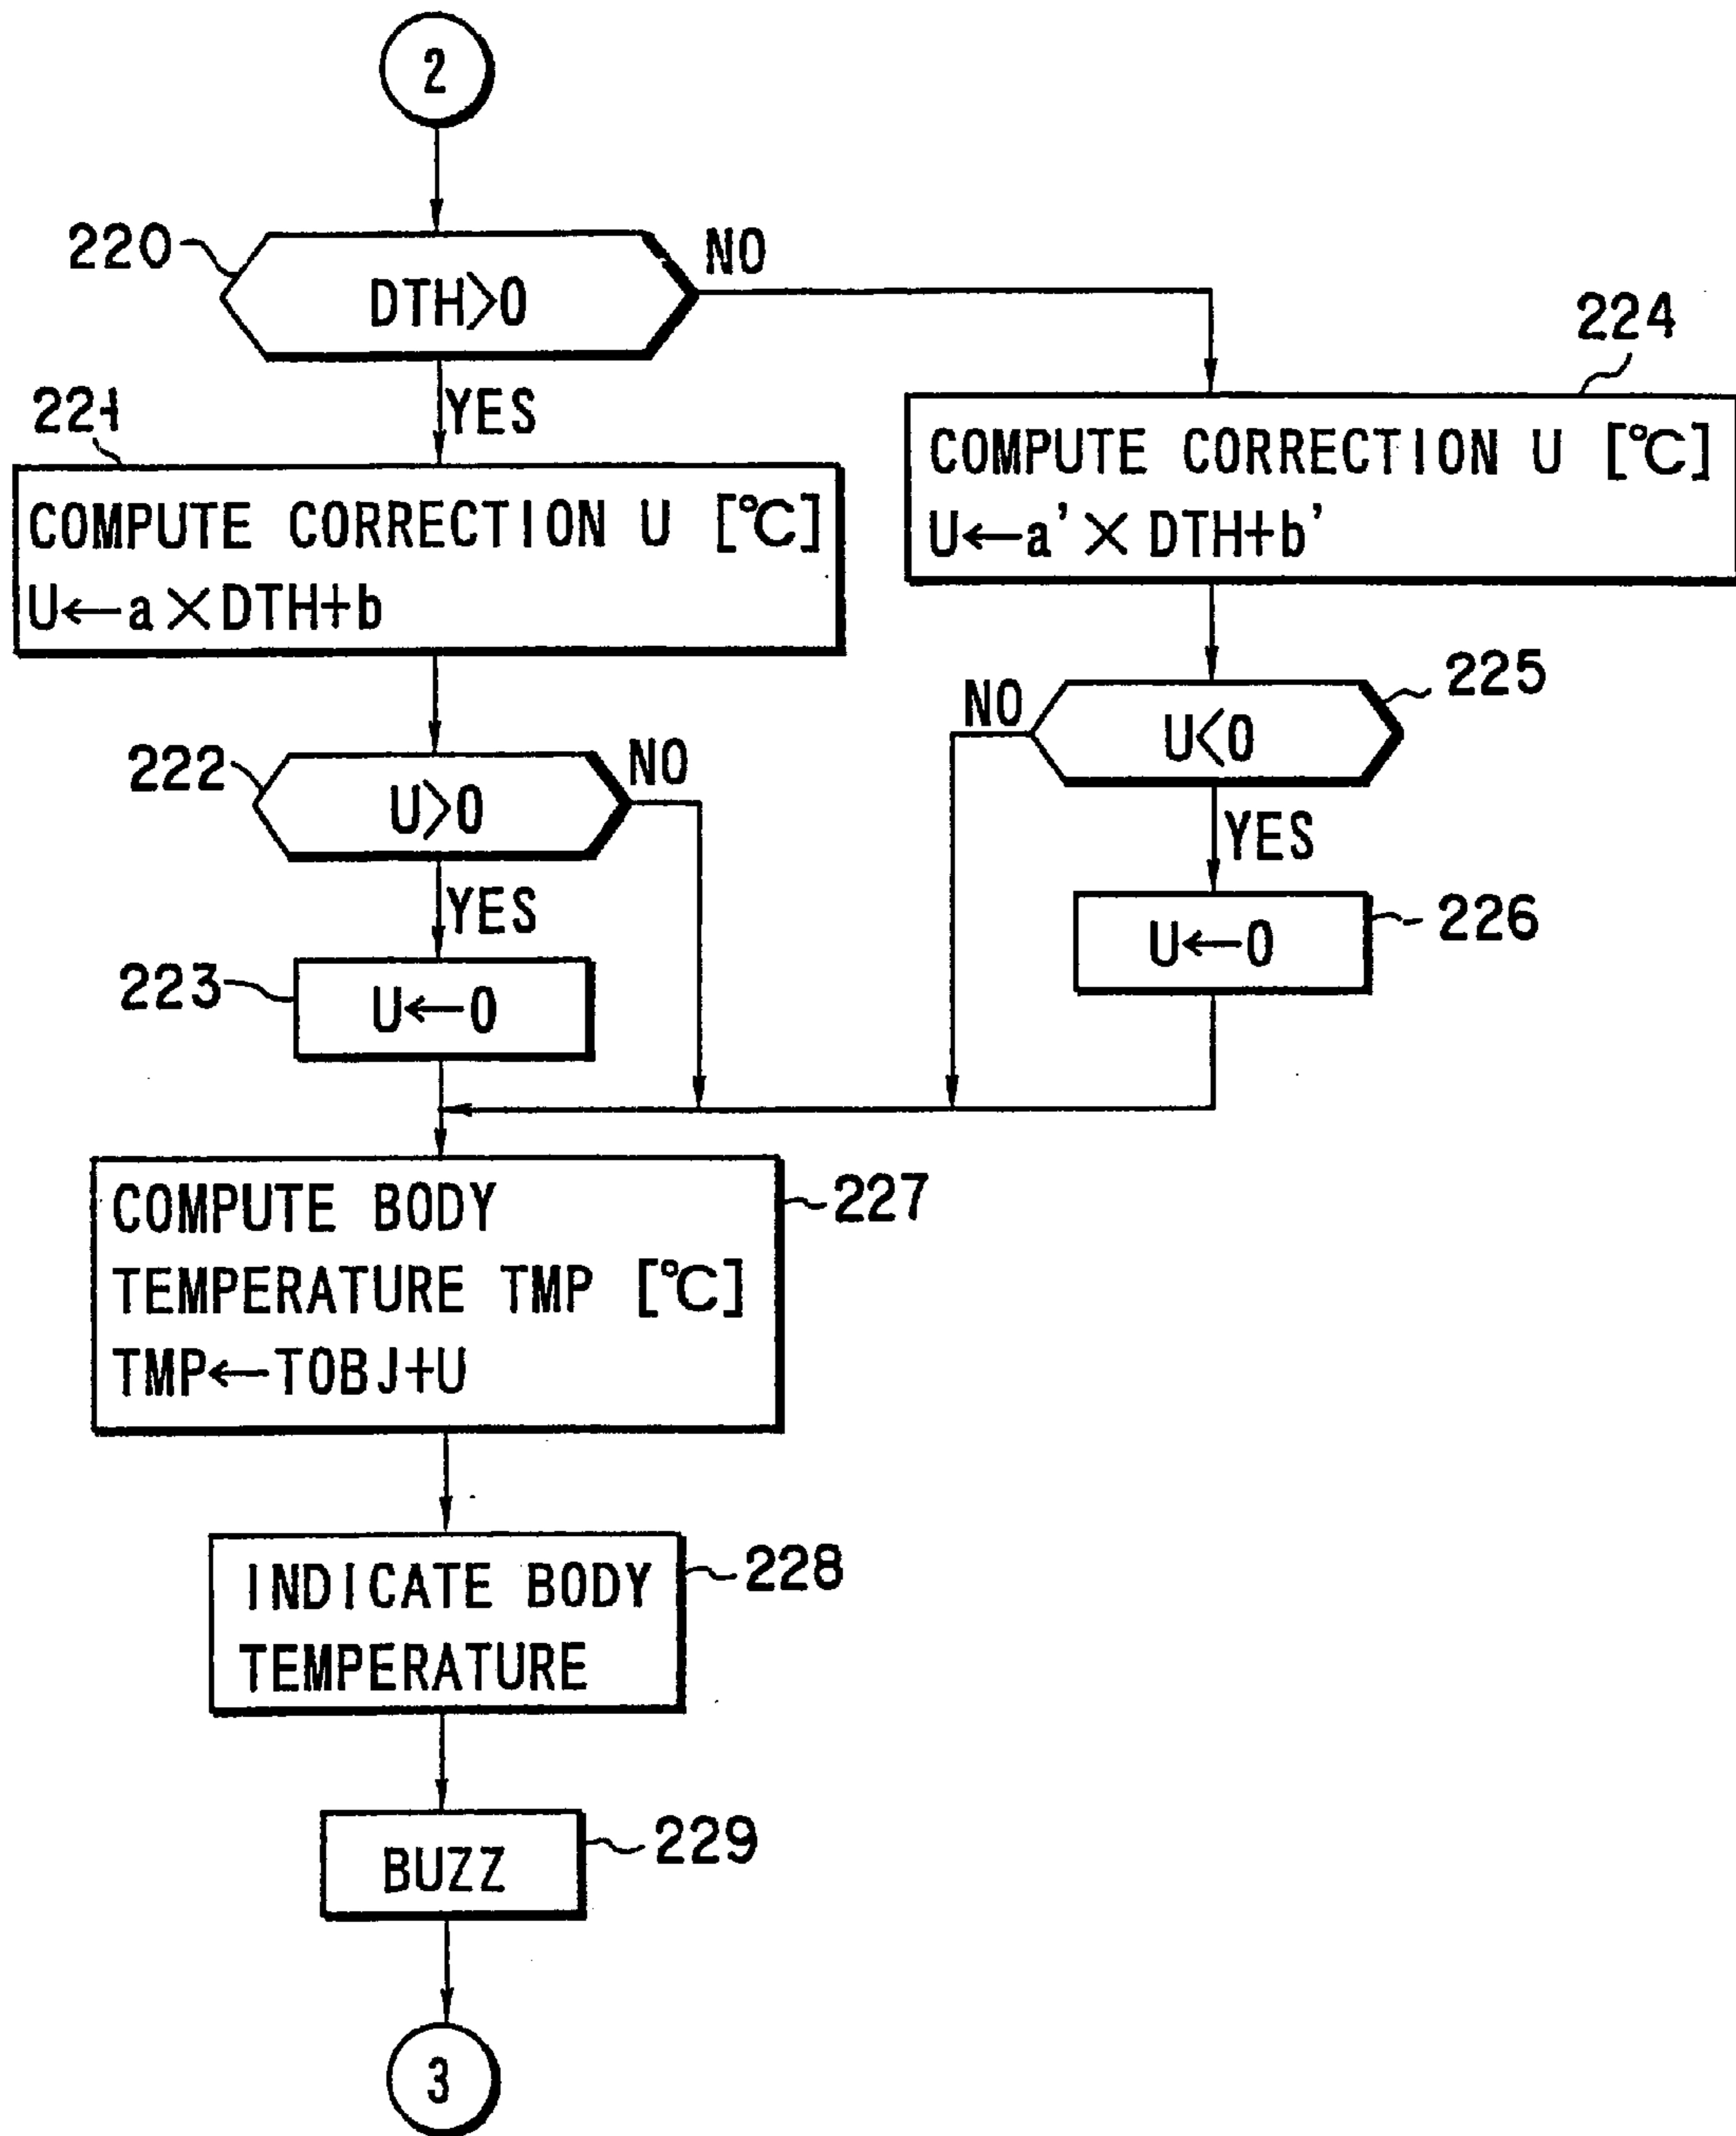 2
220
DTH>0
NO
YES
221
COMPUTE CORRECTION U [℃]
U←a×DTH+b
224
COMPUTE CORRECTION U [℃]
U←a'×DTH+b'
222
U>0
NO
YES
225
U<0
NO
YES
223
U←0
226
U←0
227
COMPUTE BODY
TEMPERATURE TMP [℃]
TMP←TOBJ+U
228
INDICATE BODY
TEMPERATURE
229
BUZZ
3